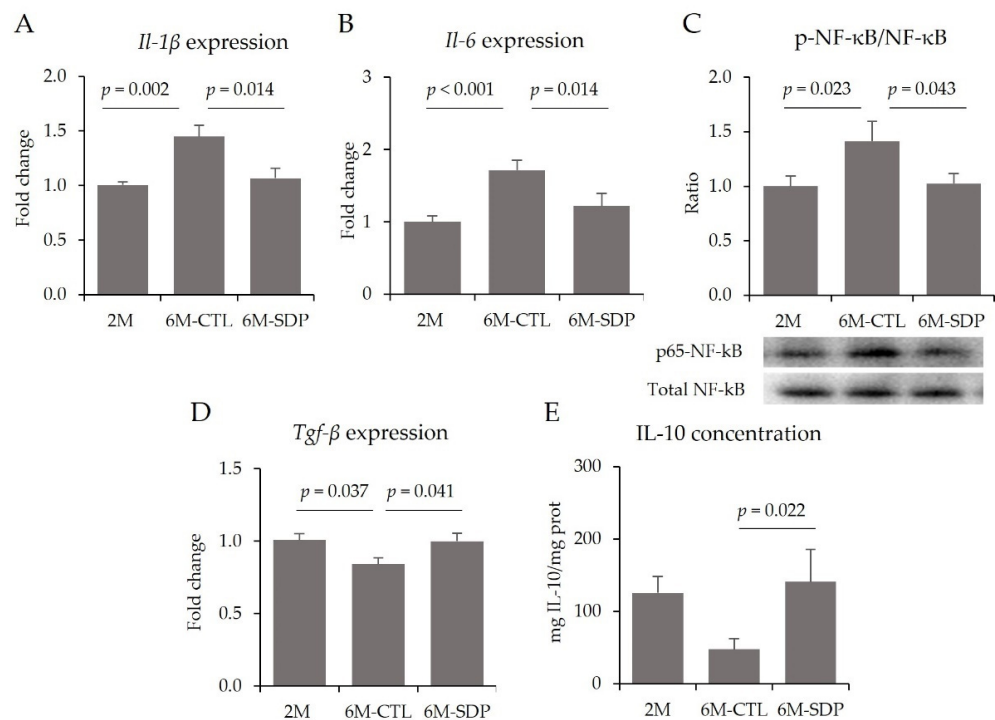 A
Il-1β expression
2.0
1.5
1.0
0.5
0.0
Fold change
p = 0.002
p = 0.014
2M
6M-CTL
6M-SDP
B
Il-6 expression
3
2
1
0
Fold change
p < 0.001
p = 0.014
2M
6M-CTL
6M-SDP
C
p-NF-κB/NF-κB
2.0
1.5
1.0
0.5
0.0
Ratio
p = 0.023
p = 0.043
2M
6M-CTL
6M-SDP
p65-NF-kB
Total NF-kB
D
Tgf-β expression
1.5
1.0
0.5
0.0
Fold change
p = 0.037
p = 0.041
2M
6M-CTL
6M-SDP
E
IL-10 concentration
300
200
100
0
mg IL-10/mg prot
p = 0.022
2M
6M-CTL
6M-SDP